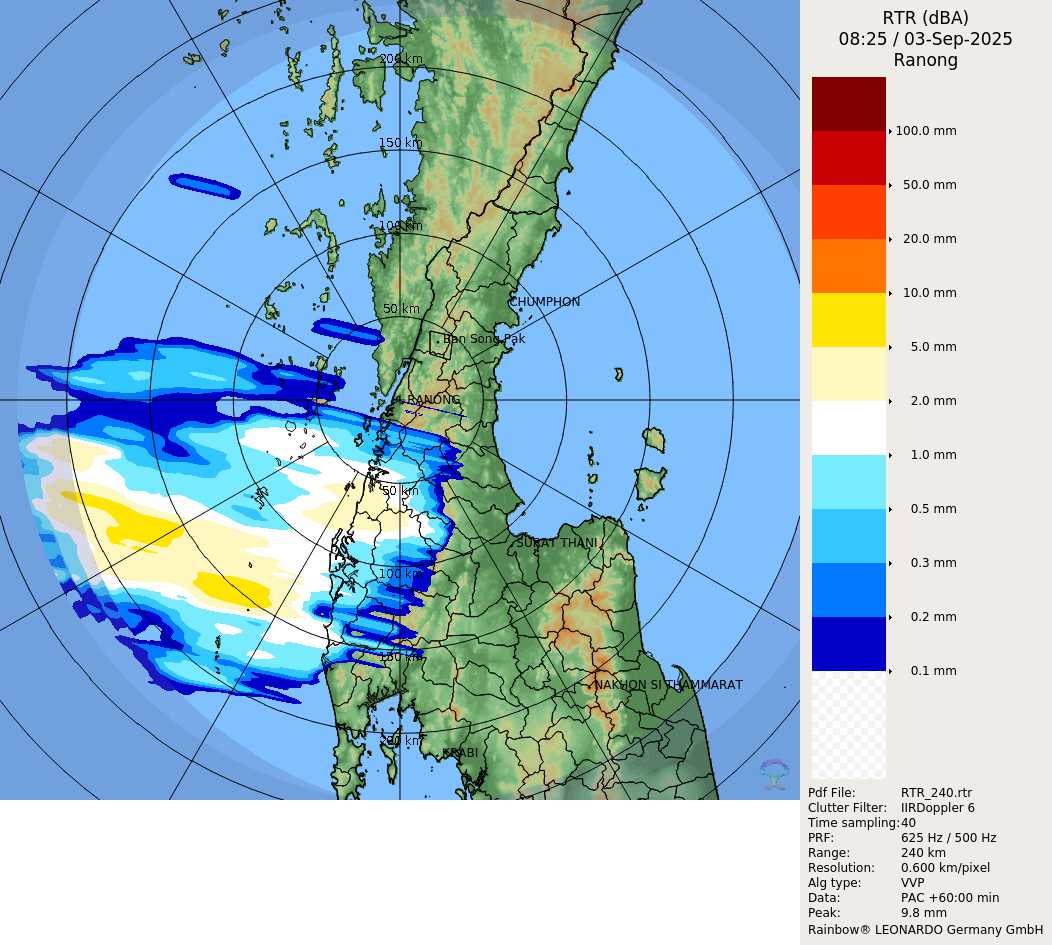 RTR (dBA)
08:25 / 03-Sep-2025
Ranong
200 km
150 km
100 km
50 km
CHUMPHON
Ban Song Pak
RANONG
50 km
SURAT THANI
100 km
150 km
NAKHON SI THAMMARAT
200 km
KRABI
100.0 mm
50.0 mm
20.0 mm
10.0 mm
5.0 mm
2.0 mm
1.0 mm
0.5 mm
0.3 mm
0.2 mm
0.1 mm
Pdf File: RTR_240.rtr
Clutter Filter: IIRDoppler 6
Time sampling:40
PRF: 625 Hz / 500 Hz
Range: 240 km
Resolution: 0.600 km/pixel
Alg type: VVP
Data: PAC +60:00 min
Peak: 9.8 mm
Rainbow® LEONARDO Germany GmbH